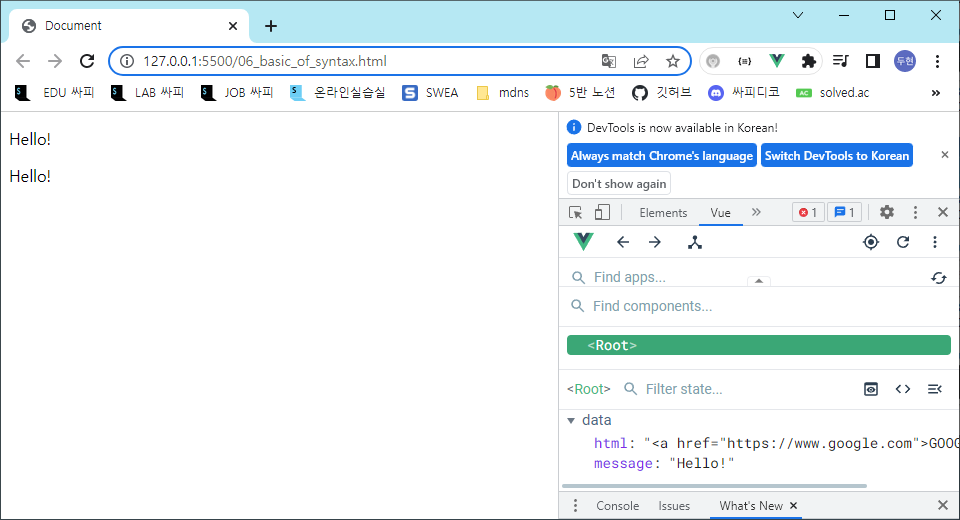 Document
127.0.0.1:5500/06_basic_of_syntax.html
두현
EDU 싸피 LAB 싸피 JOB 싸피 온라인실습실 SWEA mdns 5반 노션 깃허브 싸피디코 solved.ac
Hello!
Hello!
DevTools is now available in Korean!
Always match Chrome's language Switch DevTools to Korean
Don't show again
Elements Vue 1 1
Find apps...
Find components...
<Root>
<Root> Filter state...
data
html: "<a href="https://www.google.com">GOOG
message: "Hello!"
Console Issues What's New